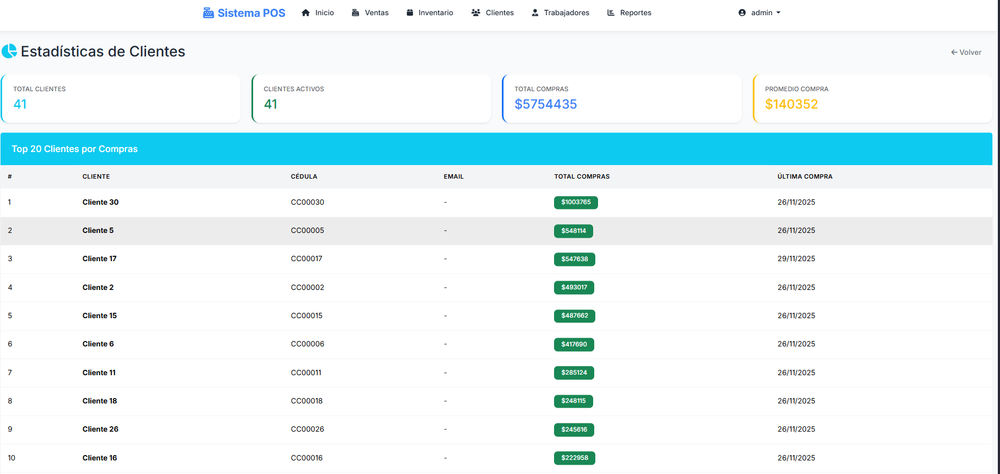 Sistema POS Inicio Ventas Inventario Clientes Trabajadores Reportes admin
Estadísticas de Clientes
Volver
TOTAL CLIENTES
41
CLIENTES ACTIVOS
41
TOTAL COMPRAS
$5754435
PROMEDIO COMPRA
$140352
Top 20 Clientes por Compras
# CLIENTE CÉDULA EMAIL TOTAL COMPRAS ÚLTIMA COMPRA
1 Cliente 30 CC00030 - $1003765 26/11/2025
2 Cliente 5 CC00005 - $548114 26/11/2025
3 Cliente 17 CC00017 - $547638 29/11/2025
4 Cliente 2 CC00002 - $493017 26/11/2025
5 Cliente 15 CC00015 - $487662 26/11/2025
6 Cliente 6 CC00006 - $417690 26/11/2025
7 Cliente 11 CC00011 - $285124 26/11/2025
8 Cliente 18 CC00018 - $248115 26/11/2025
9 Cliente 26 CC00026 - $245616 26/11/2025
10 Cliente 16 CC00016 - $222958 26/11/2025